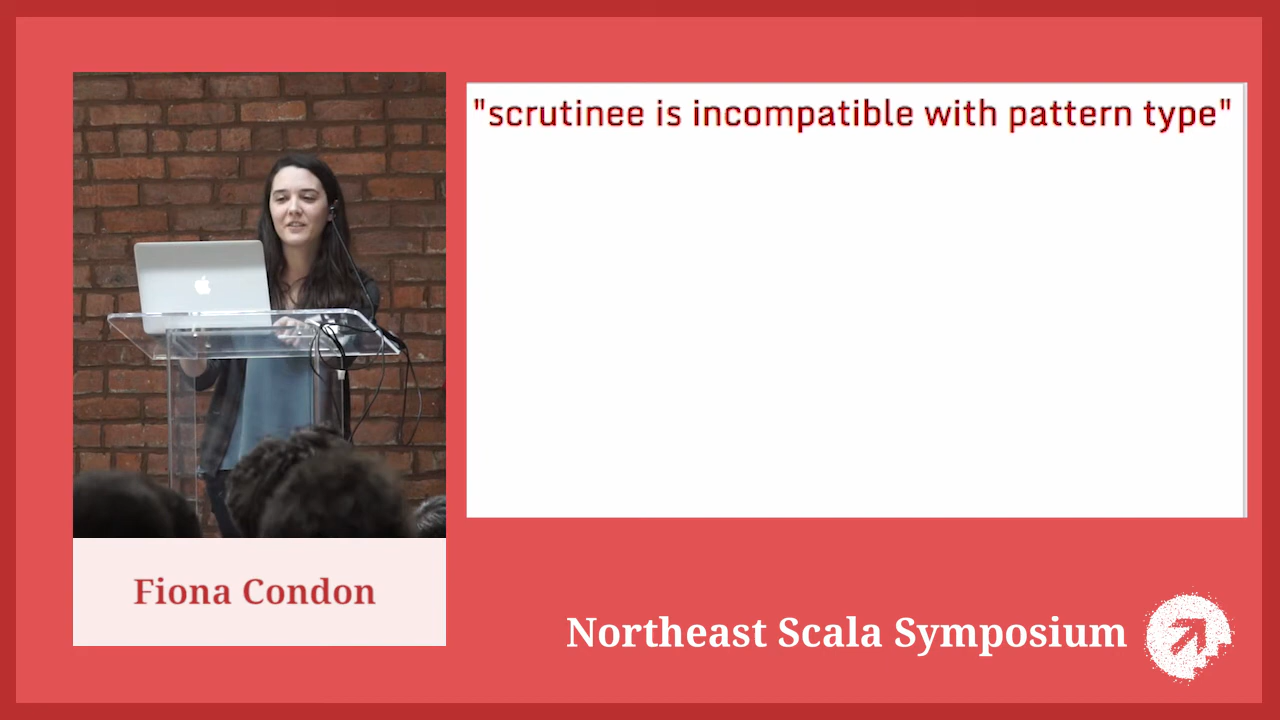 "scrutinee is incompatible with pattern type"
Fiona Condon
Northeast Scala Symposium